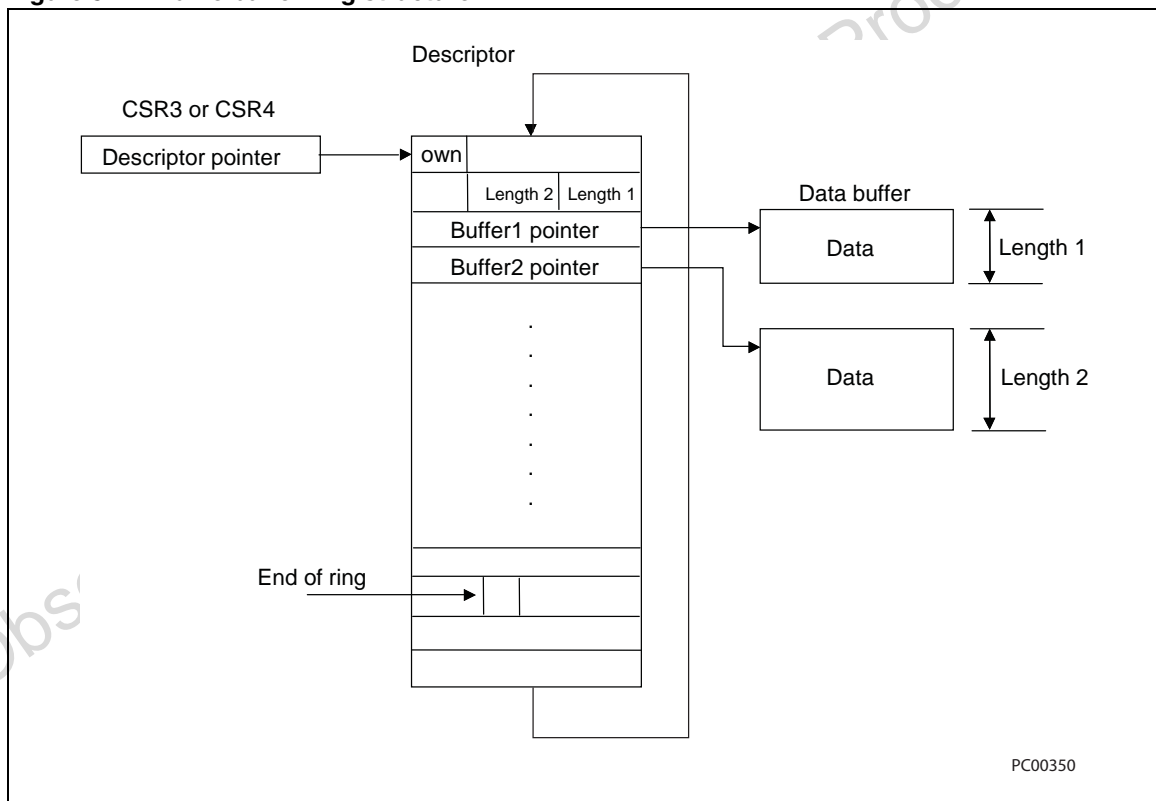 Descriptor
CSR3 or CSR4
Descriptor pointer
own
Length 2 Length 1
Buffer1 pointer
Buffer2 pointer
Data buffer
Data
Length 1
Data
Length 2
End of ring
PC00350